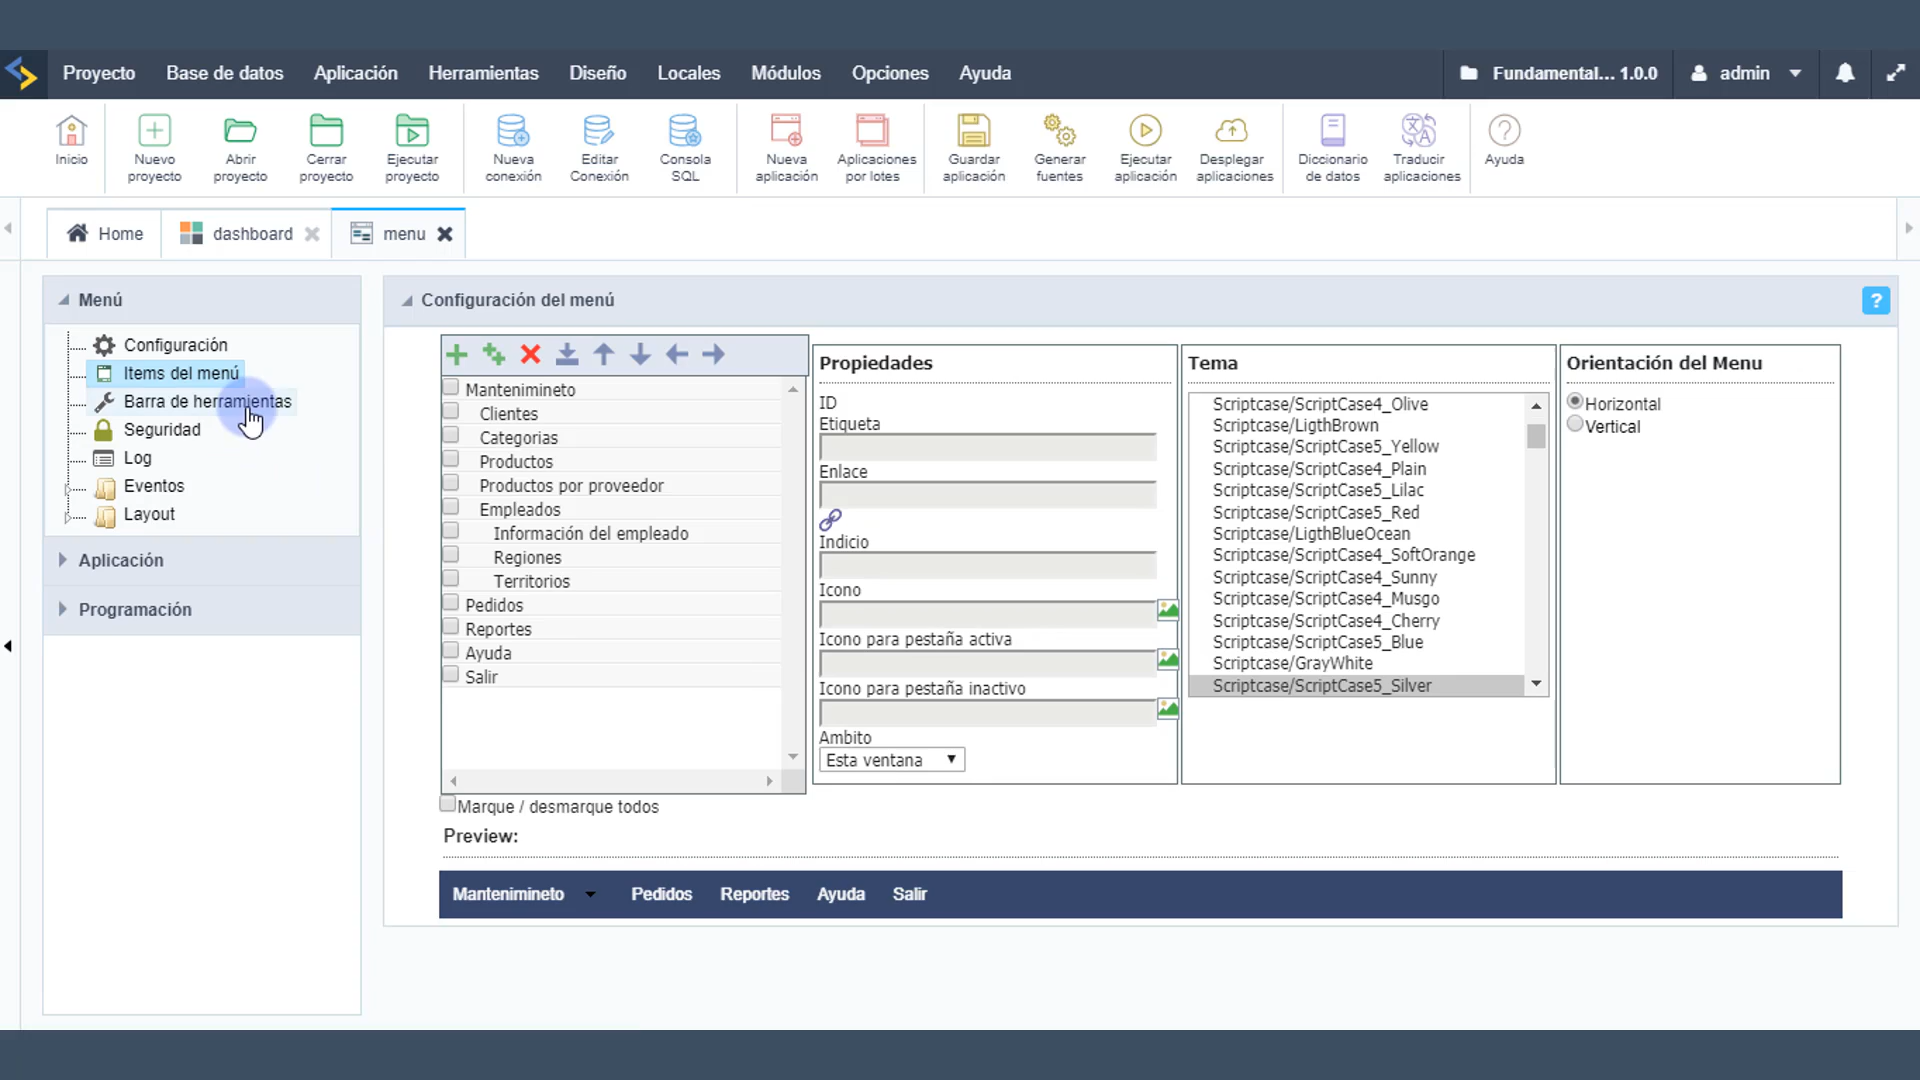 Proyecto Base de datos Aplicación Herramientas Diseño Locales Módulos Opciones Ayuda Fundamental... 1.0.0 admin
Inicio
Nuevo proyecto
Abrir proyecto
Cerrar proyecto
Ejecutar proyecto
Nueva conexión
Editar Conexión
Consola SQL
Nueva aplicación
Aplicaciones por lotes
Guardar aplicación
Generar fuentes
Ejecutar aplicación
Desplegar aplicaciones
Diccionario de datos
Traducir aplicaciones
Ayuda
Home dashboard menu
Menú
Configuración
Items del menú
Barra de herramientas
Seguridad
Log
Eventos
Layout
Aplicación
Programación
Configuración del menú ?
Mantenimineto
Clientes
Categorias
Productos
Productos por proveedor
Empleados
Información del empleado
Regiones
Territorios
Pedidos
Reportes
Ayuda
Salir
Marque / desmarque todos
Propiedades
ID
Etiqueta
Enlace
Indicio
Icono
Icono para pestaña activa
Icono para pestaña inactivo
Ambito
Esta ventana
Tema
Scriptcase/ScriptCase4_Olive
Scriptcase/LigthBrown
Scriptcase/ScriptCase5_Yellow
Scriptcase/ScriptCase4_Plain
Scriptcase/ScriptCase5_Lilac
Scriptcase/ScriptCase5_Red
Scriptcase/LigthBlueOcean
Scriptcase/ScriptCase4_SoftOrange
Scriptcase/ScriptCase4_Sunny
Scriptcase/ScriptCase4_Musgo
Scriptcase/ScriptCase4_Cherry
Scriptcase/ScriptCase5_Blue
Scriptcase/GrayWhite
Scriptcase/ScriptCase5_Silver
Orientación del Menu
Horizontal
Vertical
Preview:
Mantenimineto Pedidos Reportes Ayuda Salir